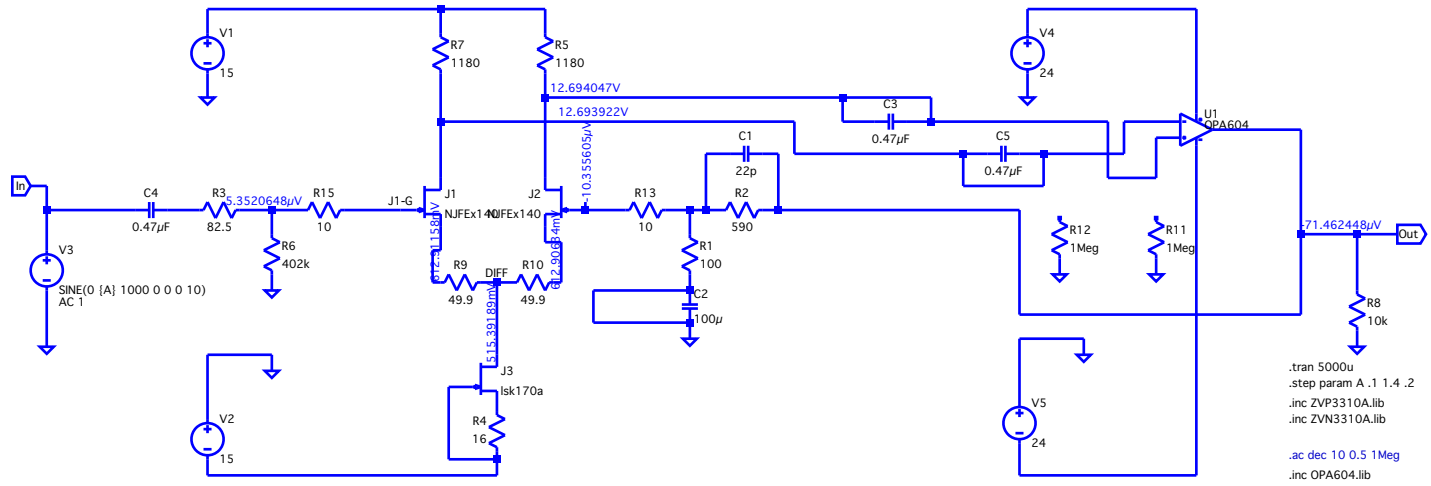 V1
15
R7
1180
R5
1180
V4
24
12.694047V
12.693922V
C3
0.47µF
U1
OPA604
C5
0.47µF
-10.355605µV
C1
22p
In
C4
0.47µF
R3
82.5
5.3520648µV
R15
10
J1-G
J1
NJFEx140
J2
NJFEx140
R13
10
R2
590
R6
402k
V3
SINE(0 {A} 1000 0 0 0 10)
AC 1
612.91158mV
R9
49.9
DIFF
R10
49.9
612.90634mV
R1
100
C2
100µ
R12
1Meg
R11
1Meg
-71.462448µV
Out
R8
10k
515.39189mV
J3
lsk170a
R4
16
V2
15
V5
24
.tran 5000u
.step param A .1 1.4 .2
.inc ZVP3310A.lib
.inc ZVN3310A.lib
.ac dec 10 0.5 1Meg
.inc OPA604.lib